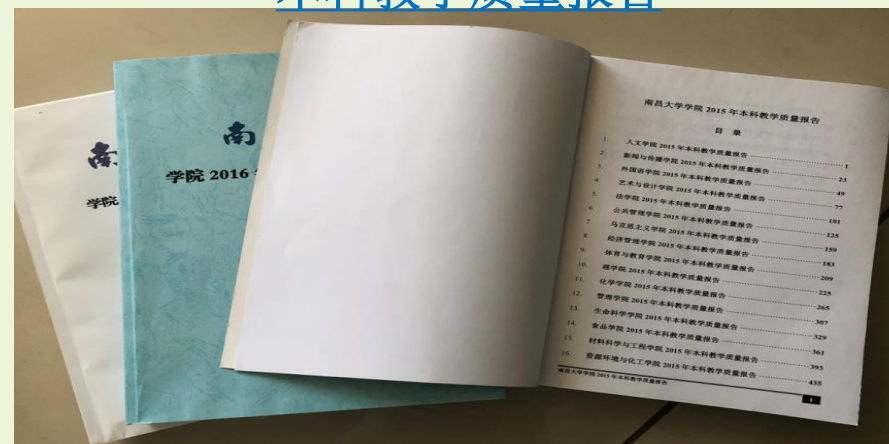 本科教学质量报告
南
学院
南
学院 2016
南昌大学学院 2015 年本科教学质量报告
目 录
1. 人文学院 2015 年本科教学质量报告 1
2. 新闻与传播学院 2015 年本科教学质量报告 23
3. 外国语学院 2015 年本科教学质量报告 49
4. 艺术与设计学院 2015 年本科教学质量报告 77
5. 法学院 2015 年本科教学质量报告 101
6. 公共管理学院 2015 年本科教学质量报告 125
7. 马克思主义学院 2015 年本科教学质量报告 159
8. 经济管理学院 2015 年本科教学质量报告 183
9. 体育与教育学院 2015 年本科教学质量报告 209
10. 理学院 2015 年本科教学质量报告 225
11. 化学学院 2015 年本科教学质量报告 265
12. 管理学院 2015 年本科教学质量报告 307
13. 生命科学学院 2015 年本科教学质量报告 329
14. 食品学院 2015 年本科教学质量报告 361
15. 材料科学与工程学院 2015 年本科教学质量报告 393
16. 资源环境与化工学院 2015 年本科教学质量报告 435
南昌大学学院 2015 年本科教学质量报告
1